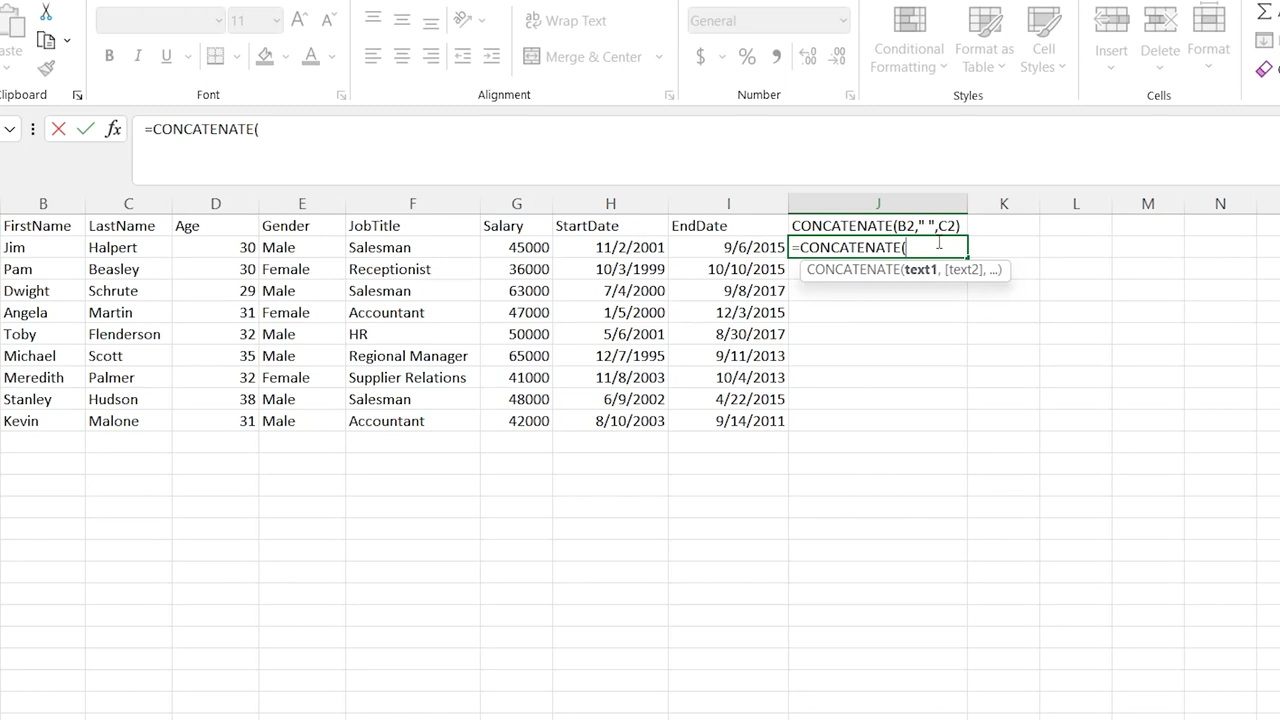 11
A^ A˅
ab Wrap Text
General
Conditional Formatting
Format as Table
Cell Styles
Insert
Delete
Format
B I U
A
Merge & Center
$ % ,
Clipboard
Font
Alignment
Number
Styles
Cells
fx
=CONCATENATE(
B C D E F G H I J K L M N
FirstName LastName Age Gender JobTitle Salary StartDate EndDate CONCATENATE(B2," ",C2)
Jim Halpert 30 Male Salesman 45000 11/2/2001 9/6/2015 =CONCATENATE(
Pam Beasley 30 Female Receptionist 36000 10/3/1999 10/10/2015 CONCATENATE(text1, [text2], ...)
Dwight Schrute 29 Male Salesman 63000 7/4/2000 9/8/2017
Angela Martin 31 Female Accountant 47000 1/5/2000 12/3/2015
Toby Flenderson 32 Male HR 50000 5/6/2001 8/30/2017
Michael Scott 35 Male Regional Manager 65000 12/7/1995 9/11/2013
Meredith Palmer 32 Female Supplier Relations 41000 11/8/2003 10/4/2013
Stanley Hudson 38 Male Salesman 48000 6/9/2002 4/22/2015
Kevin Malone 31 Male Accountant 42000 8/10/2003 9/14/2011